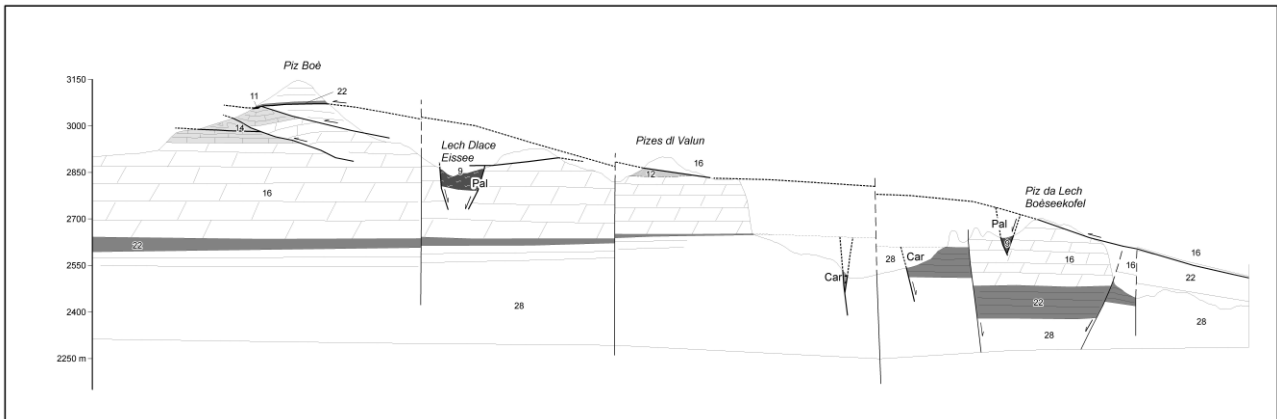 Piz Boè
3150
11
22
3000
14
Lech Dlace
Eissee
Pizes dl Valun
16
2850
9
Pal
12
16
Piz da Lech
Boèseekofel
2700
Pal
9
22
28
Car
16
16
16
2550
Car
22
22
28
28
28
2400
2250 m